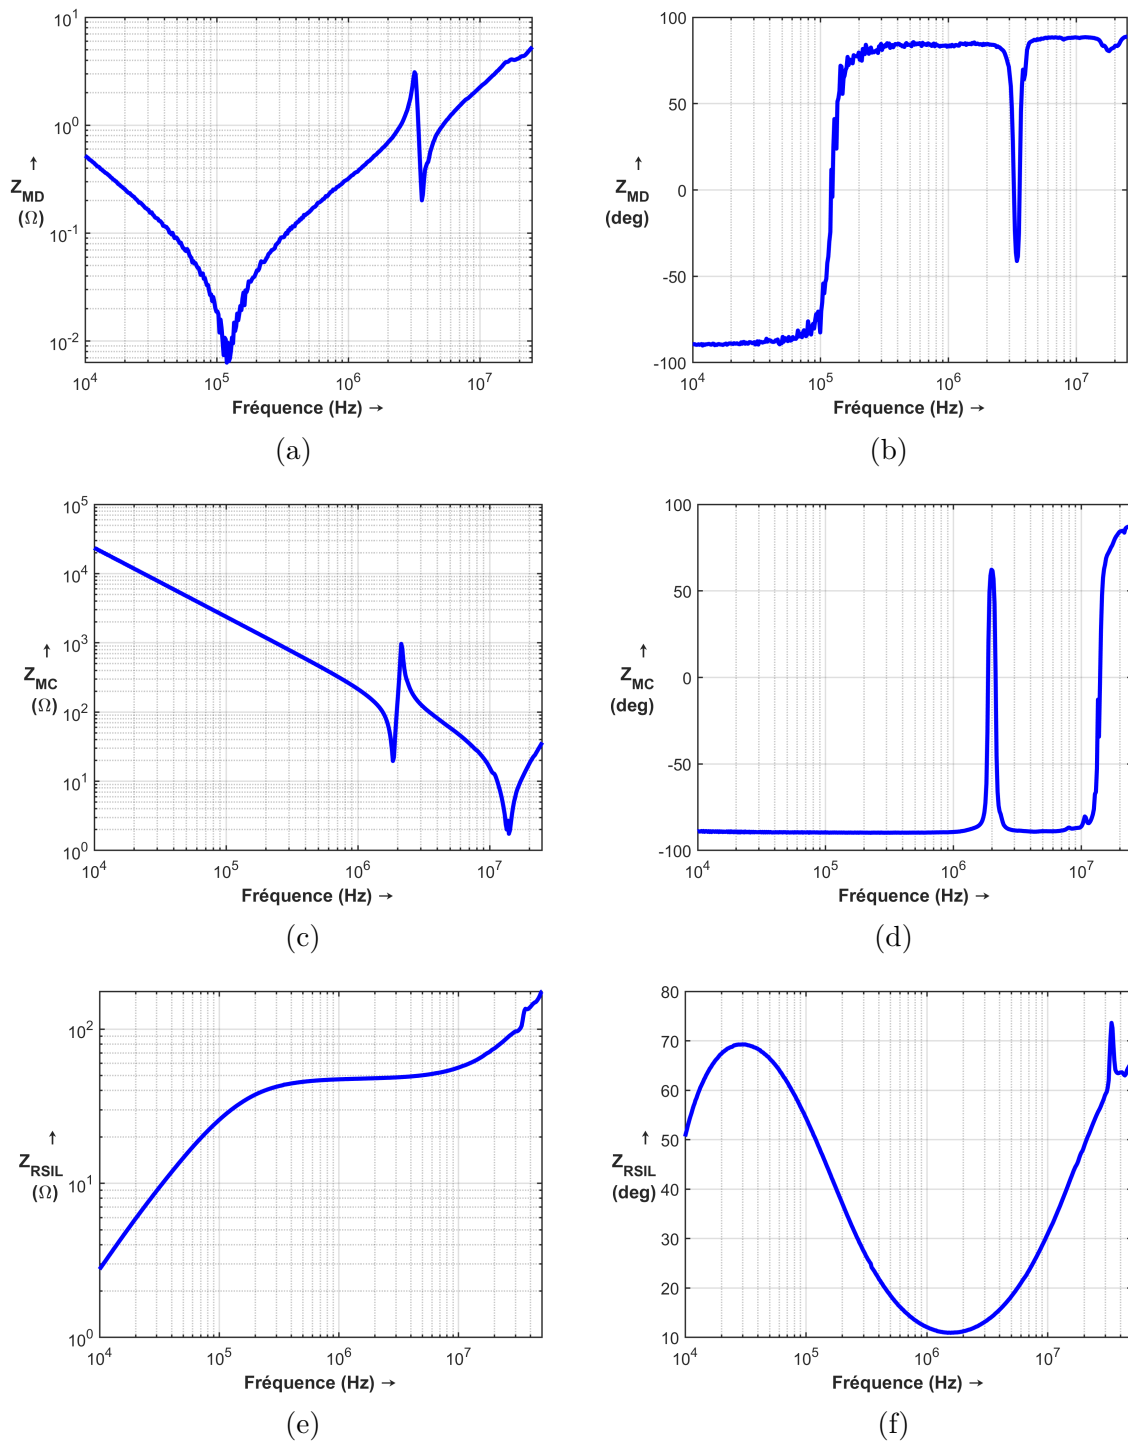 10^1
10^0
10^-1
10^-2
Z_MD →
(Ω)
10^4 10^5 10^6 10^7
Fréquence (Hz) →
(a)
100
50
0
-50
-100
Z_MD →
(deg)
10^4 10^5 10^6 10^7
Fréquence (Hz) →
(b)
10^5
10^4
10^3
10^2
10^1
10^0
Z_MC →
(Ω)
10^4 10^5 10^6 10^7
Fréquence (Hz) →
(c)
100
50
0
-50
-100
Z_MC →
(deg)
10^4 10^5 10^6 10^7
Fréquence (Hz) →
(d)
10^2
10^1
10^0
Z_RSIL →
(Ω)
10^4 10^5 10^6 10^7
Fréquence (Hz) →
(e)
80
70
60
50
40
30
20
10
Z_RSIL →
(deg)
10^4 10^5 10^6 10^7
Fréquence (Hz) →
(f)